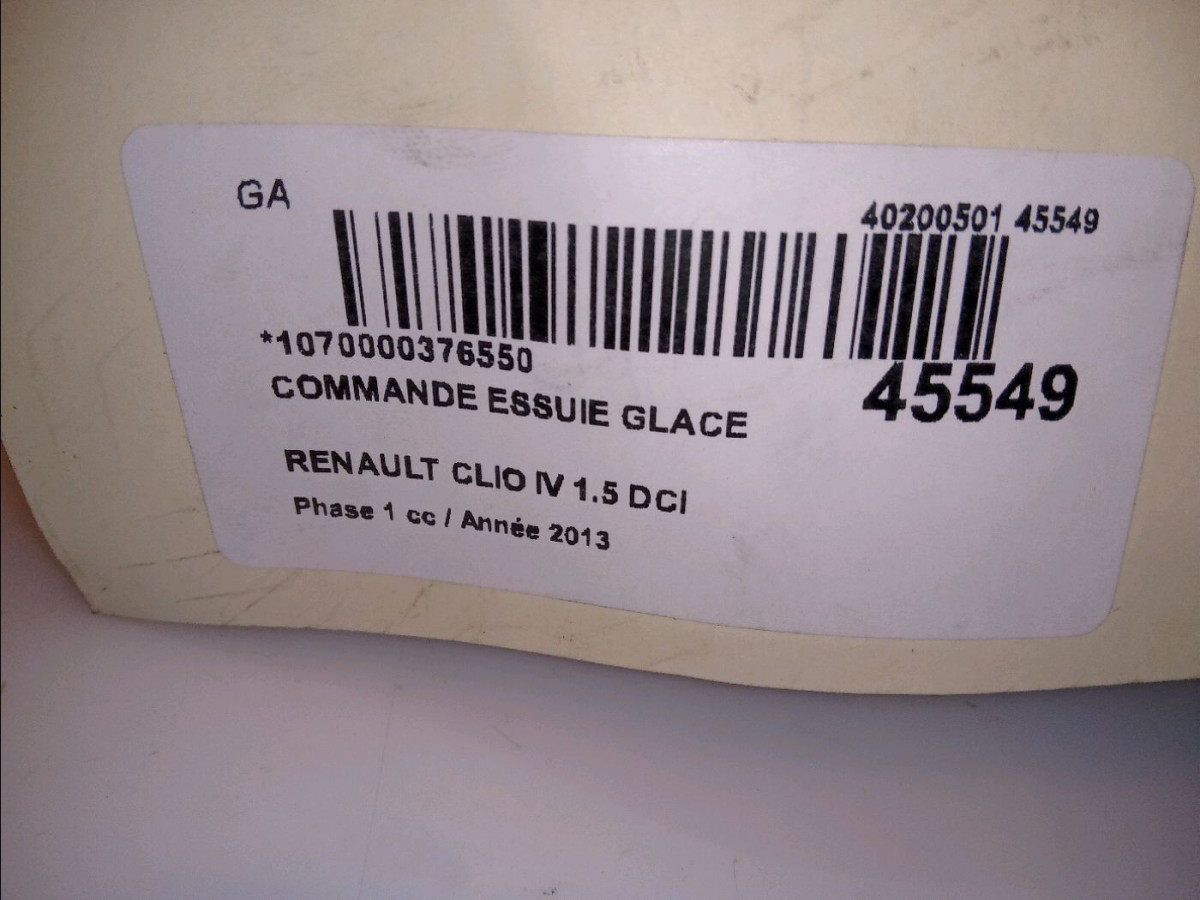 GA
40200501 45549
*1070000376550
45549
COMMANDE ESSUIE GLACE
RENAULT CLIO IV 1.5 DCI
Phase 1 cc / Année 2013